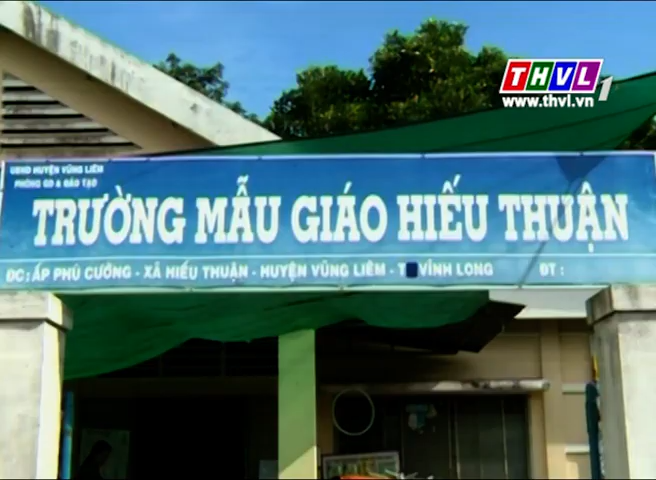 THVL1
www.thvl.vn
UBND HUYỆN VŨNG LIÊM
PHÒNG GD & ĐÀO TẠO
TRƯỜNG MẪU GIÁO HIẾU THUẬN
ĐC: ẤP PHÚ CƯỜNG - XÃ HIẾU THUẬN - HUYỆN VŨNG LIÊM - VĨNH LONG ĐT :